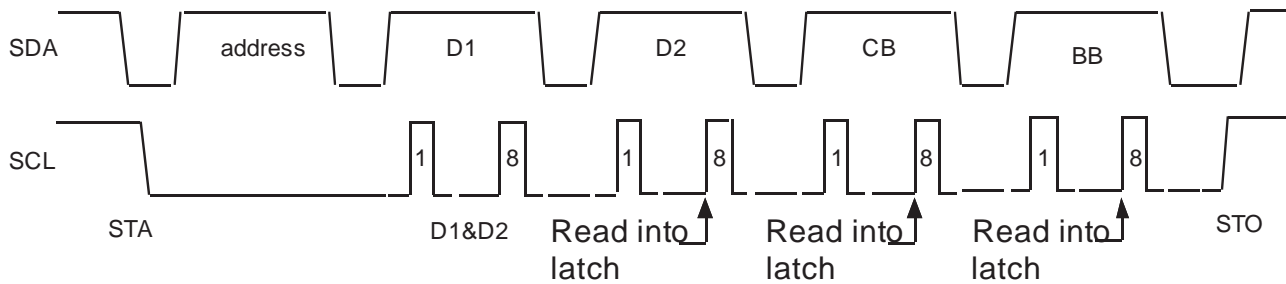 SDA address D1 D2 CB BB
SCL 1 8 1 8 1 8 1 8
STA D1&D2 Read into latch Read into latch Read into latch STO